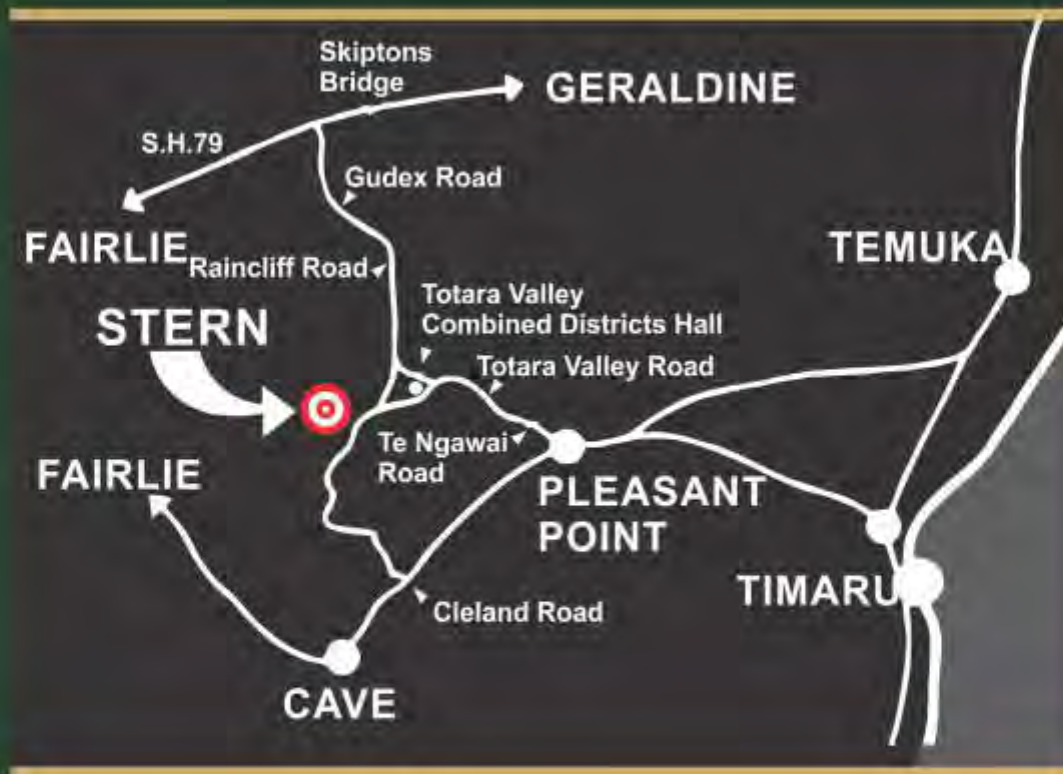 Skiptons
Bridge
GERALDINE
S.H.79
Gudex Road
FAIRLIE
Raincliff Road
TEMUKA
Totara Valley
Combined Districts Hall
STERN
Totara Valley Road
Te Ngawai
Road
FAIRLIE
PLEASANT
POINT
TIMARU
Cleland Road
CAVE